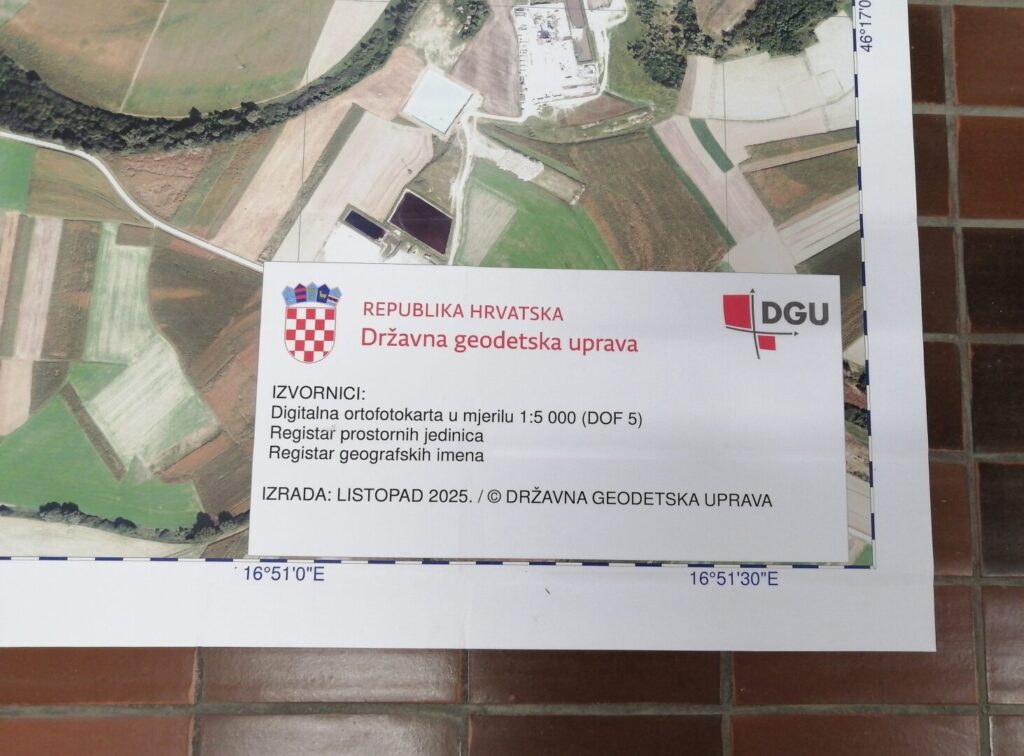 46°17'0
REPUBLIKA HRVATSKA
Državna geodetska uprava
DGU
IZVORNICI:
Digitalna ortofotokarta u mjerilu 1:5 000 (DOF 5)
Registar prostornih jedinica
Registar geografskih imena
IZRADA: LISTOPAD 2025. / © DRŽAVNA GEODETSKA UPRAVA
16°51'0"E
16°51'30"E